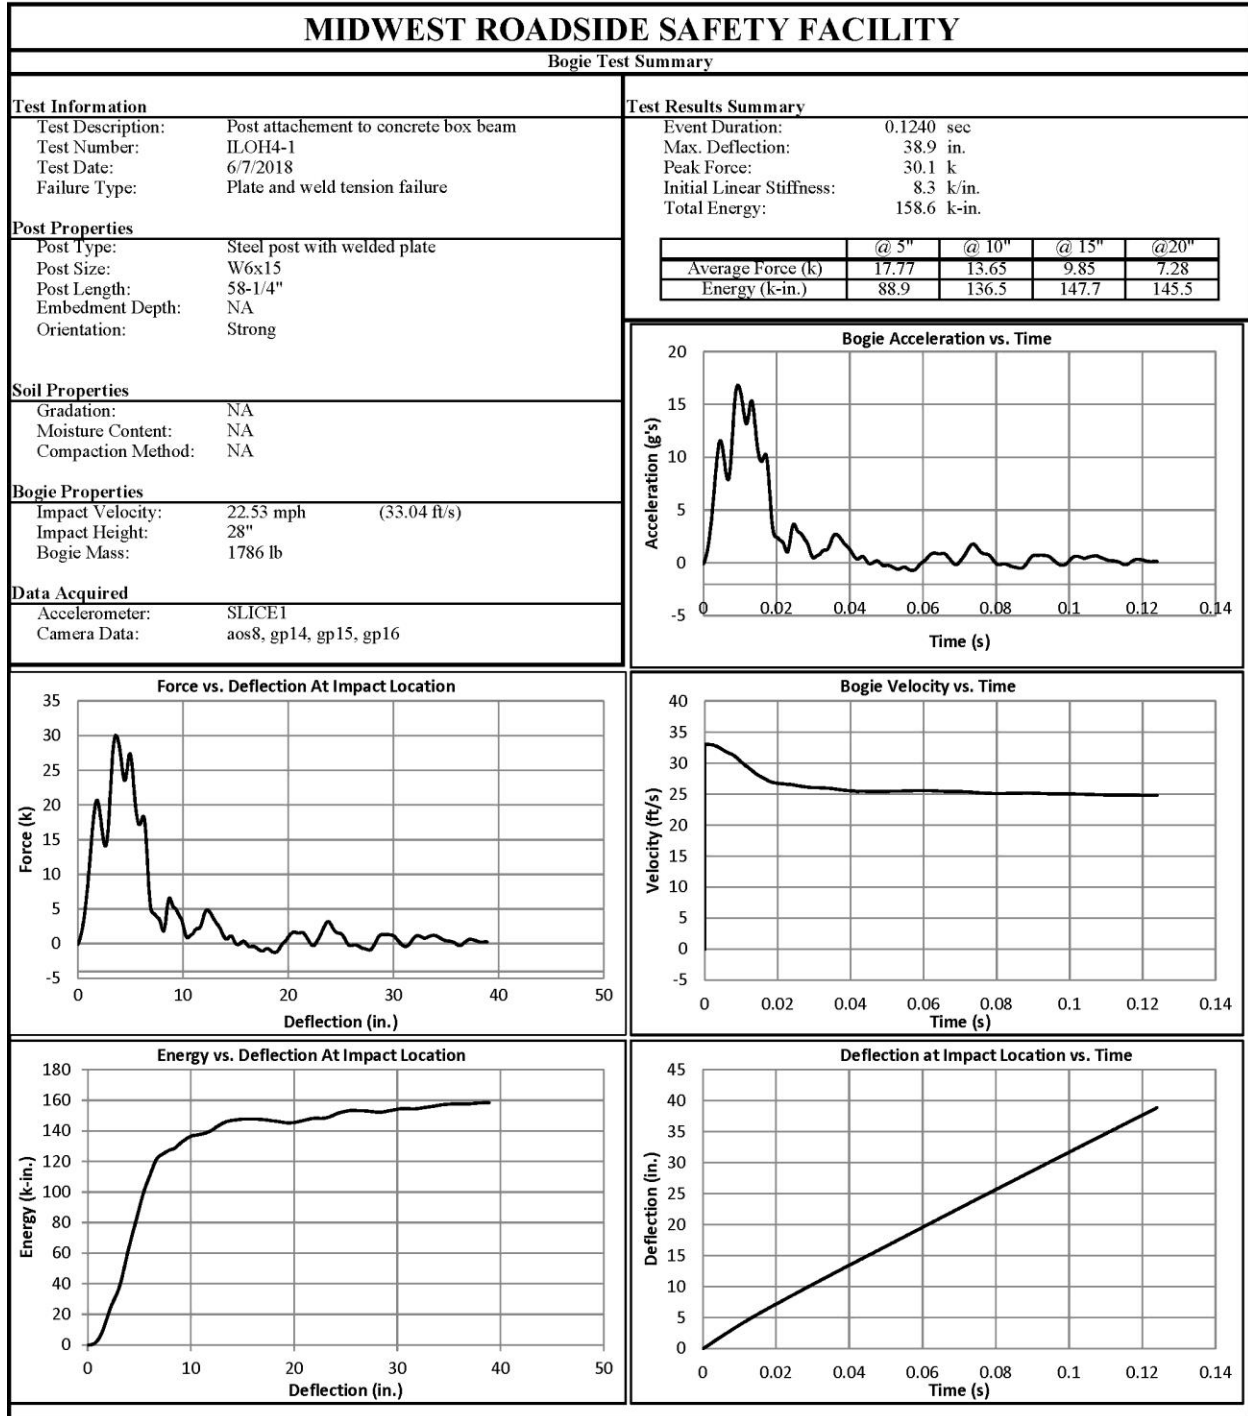 MIDWEST ROADSIDE SAFETY FACILITY
Bogie Test Summary
Test Information
Test Description: Post attachement to concrete box beam
Test Number: ILOH4-1
Test Date: 6/7/2018
Failure Type: Plate and weld tension failure
Post Properties
Post Type: Steel post with welded plate
Post Size: W6x15
Post Length: 58-1/4"
Embedment Depth: NA
Orientation: Strong
Soil Properties
Gradation: NA
Moisture Content: NA
Compaction Method: NA
Bogie Properties
Impact Velocity: 22.53 mph (33.04 ft/s)
Impact Height: 28"
Bogie Mass: 1786 lb
Data Acquired
Accelerometer: SLICE1
Camera Data: aos8, gp14, gp15, gp16
Test Results Summary
Event Duration: 0.1240 sec
Max. Deflection: 38.9 in.
Peak Force: 30.1 k
Initial Linear Stiffness: 8.3 k/in.
Total Energy: 158.6 k-in.
@ 5" @ 10" @ 15" @20"
Average Force (k) 17.77 13.65 9.85 7.28
Energy (k-in.) 88.9 136.5 147.7 145.5
Bogie Acceleration vs. Time
20
15
10
5
0
-5
Acceleration (g's)
0 0.02 0.04 0.06 0.08 0.1 0.12 0.14
Time (s)
Force vs. Deflection At Impact Location
35
30
25
20
15
10
5
0
-5
Force (k)
0 10 20 30 40 50
Deflection (in.)
Bogie Velocity vs. Time
40
35
30
25
20
15
10
5
0
-5
Velocity (ft/s)
0 0.02 0.04 0.06 0.08 0.1 0.12 0.14
Time (s)
Energy vs. Deflection At Impact Location
180
160
140
120
100
80
60
40
20
0
Energy (k-in.)
0 10 20 30 40 50
Deflection (in.)
Deflection at Impact Location vs. Time
45
40
35
30
25
20
15
10
5
0
Deflection (in.)
0 0.02 0.04 0.06 0.08 0.1 0.12 0.14
Time (s)